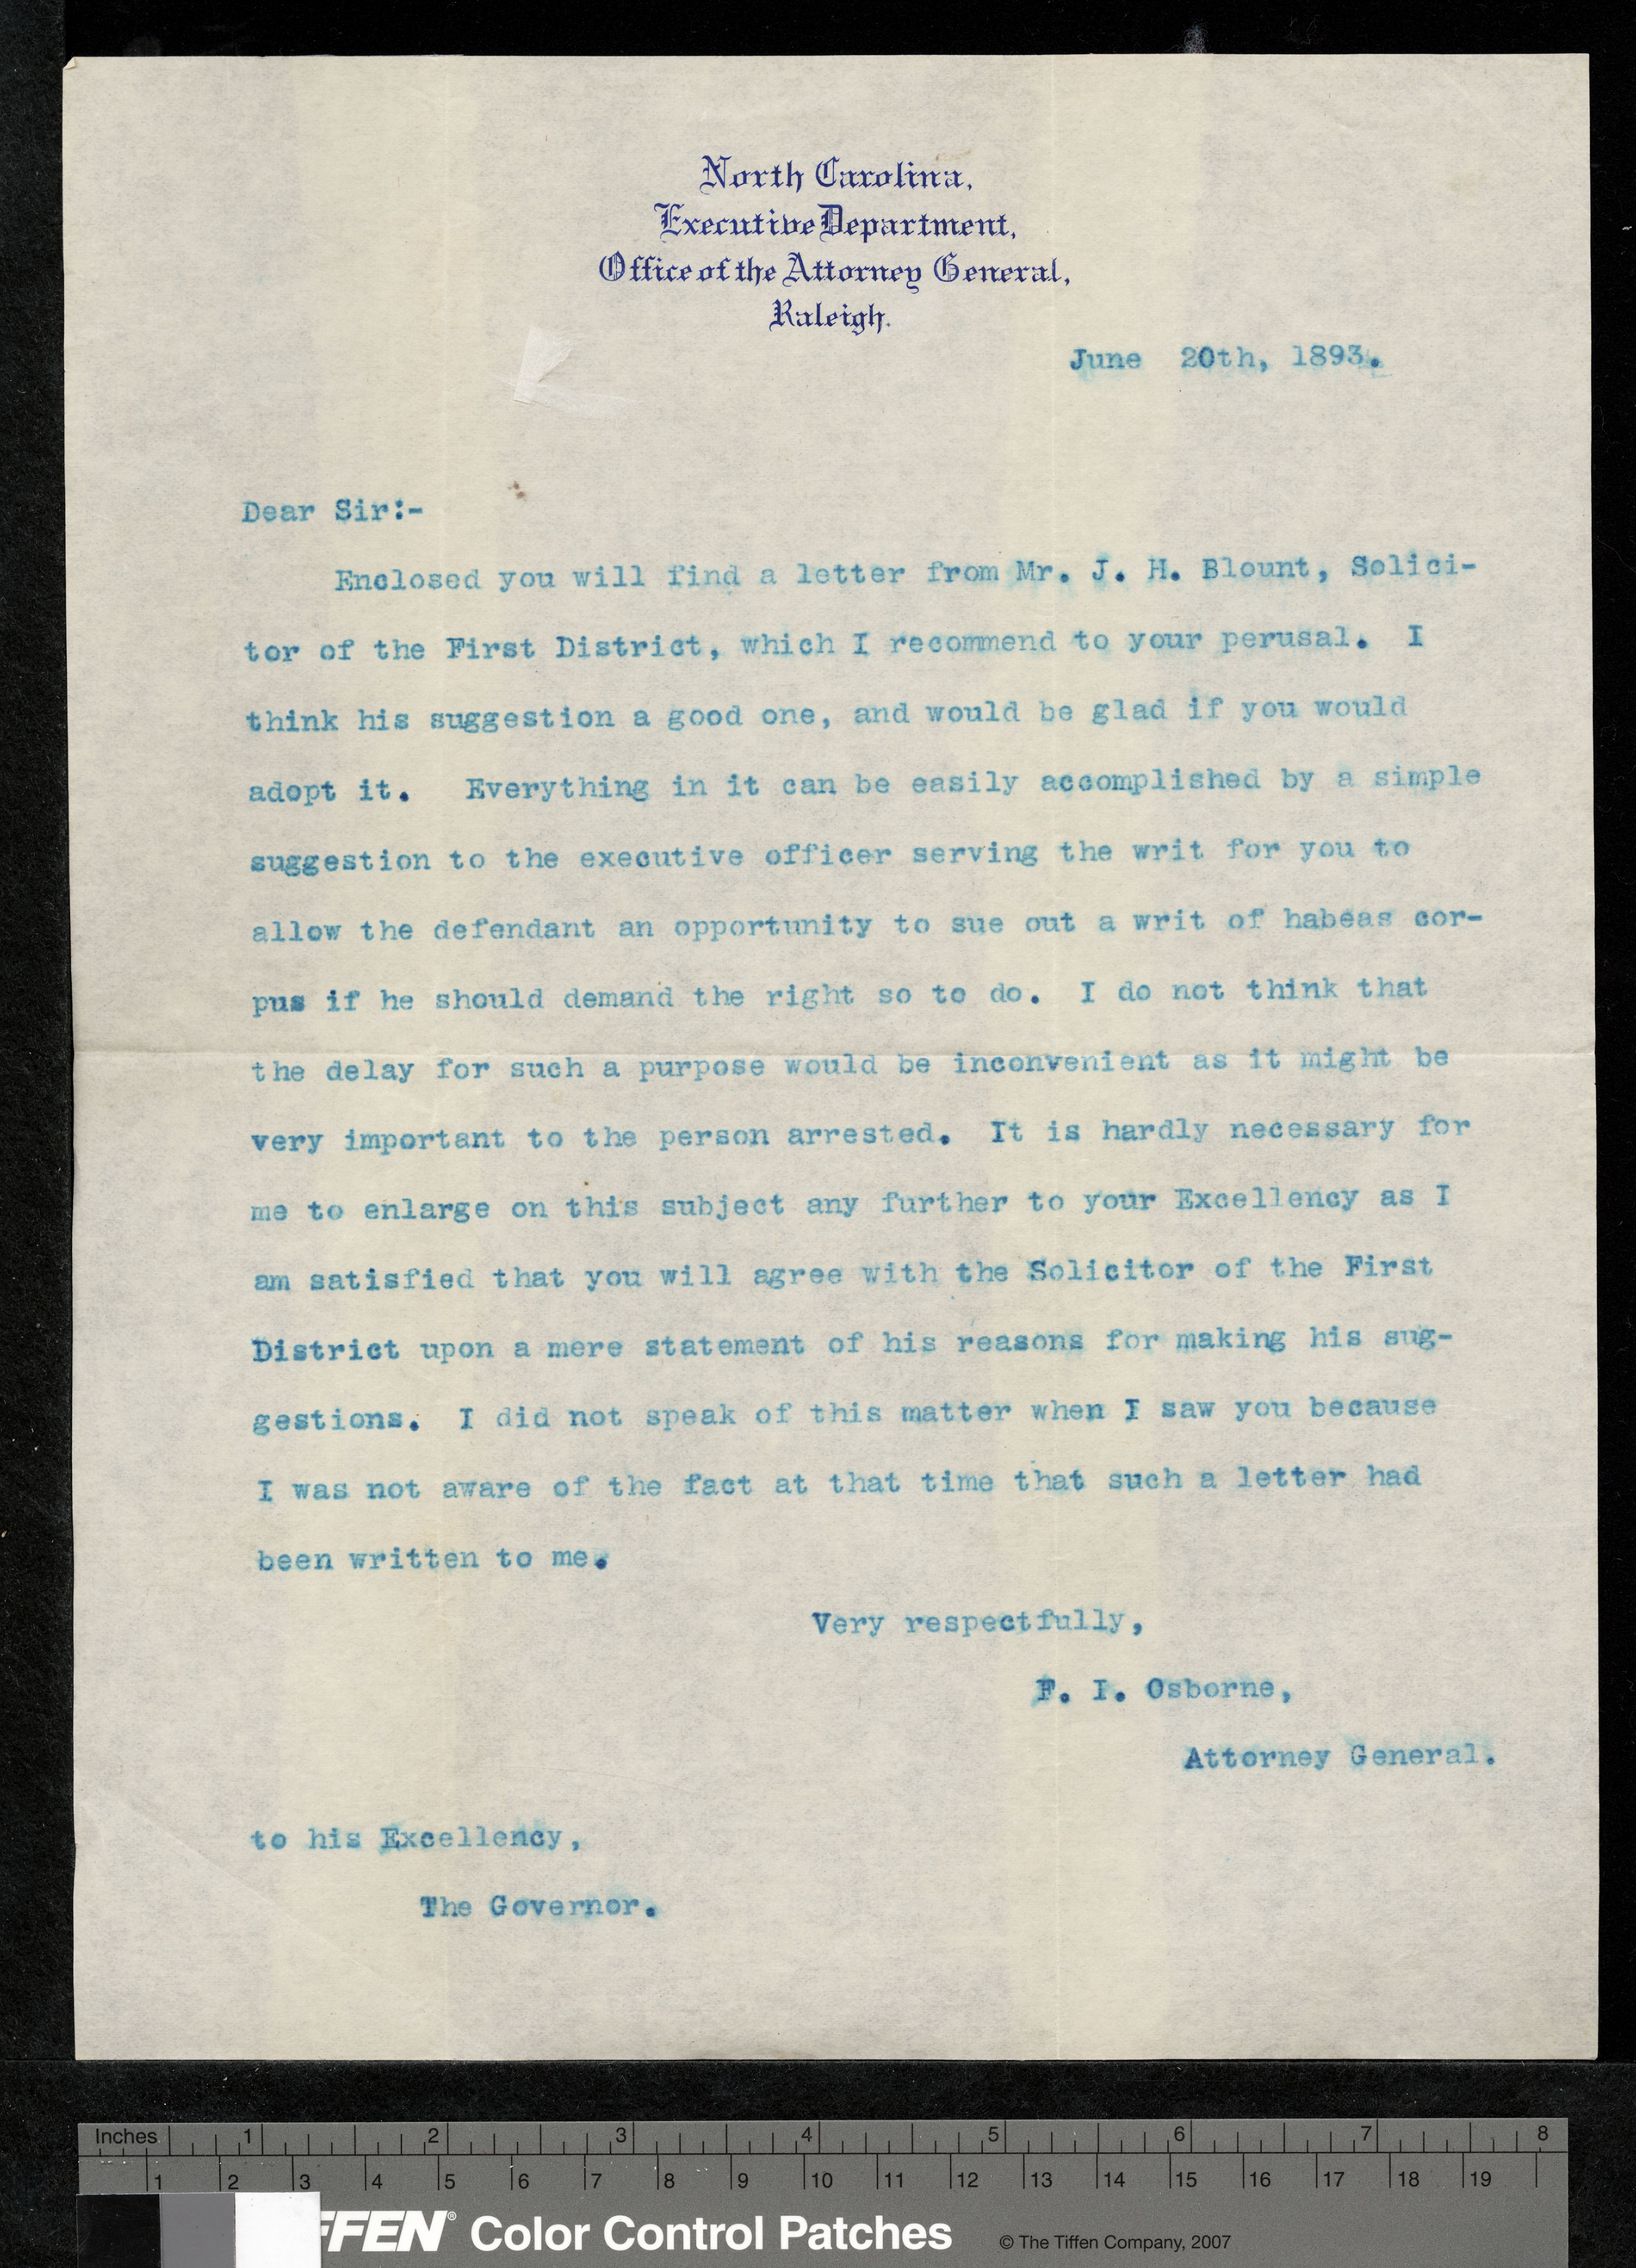 North Carolina,
Executive Department,
Office of the Attorney General,
Raleigh.
June 20th, 1893.
Dear Sir:-
Enclosed you will find a letter from Mr. J. H. Blount, Solici-
tor of the First District, which I recommend to your perusal. I
think his suggestion a good one, and would be glad if you would
adopt it. Everything in it can be easily accomplished by a simple
suggestion to the executive officer serving the writ for you to
allow the defendant an opportunity to sue out a writ of habeas cor-
pus if he should demand the right so to do. I do not think that
the delay for such a purpose would be inconvenient as it might be
very important to the person arrested. It is hardly necessary for
me to enlarge on this subject any further to your Excellency as I
am satisfied that you will agree with the Solicitor of the First
District upon a mere statement of his reasons for making his sug-
gestions. I did not speak of this matter when I saw you because
I was not aware of the fact at that time that such a letter had
been written to me.
Very respectfully,
F. I. Osborne,
Attorney General.
to his Excellency,
The Governor.
Inches 1 2 3 4 5 6 7 8
1 2 3 4 5 6 7 8 9 10 11 12 13 14 15 16 17 18 19
FFEN® Color Control Patches © The Tiffen Company, 2007